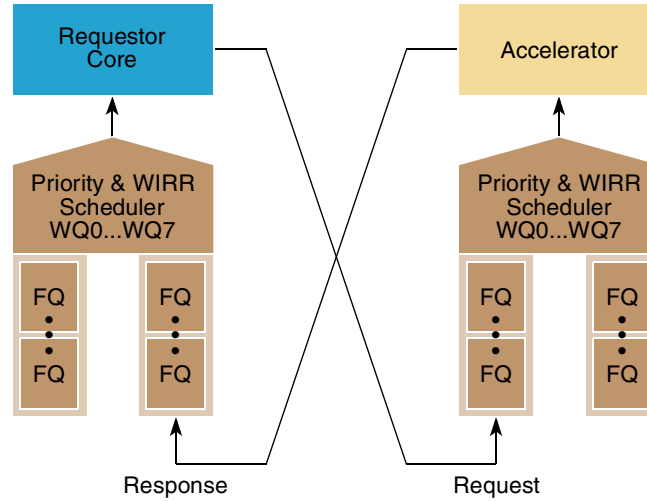 Requestor
Core
Accelerator
Priority & WIRR
Scheduler
WQ0...WQ7
Priority & WIRR
Scheduler
WQ0...WQ7
FQ
FQ
FQ
FQ
FQ
FQ
FQ
FQ
Response
Request